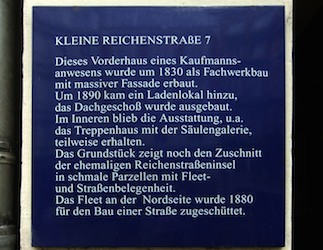 KLEINE REICHENSTRAßE 7
Dieses Vorderhaus eines Kaufmanns-
anwesens wurde um 1830 als Fachwerkbau
mit massiver Fassade erbaut.
Um 1890 kam ein Ladenlokal hinzu,
das Dachgeschoß wurde ausgebaut.
Im Inneren blieb die Ausstattung, u.a.
das Treppenhaus mit der Säulengalerie,
teilweise erhalten.
Das Grundstück zeigt noch den Zuschnitt
der ehemaligen Reichenstraßeninsel
in schmale Parzellen mit Fleet-
und Straßenbelegenheit.
Das Fleet an der Nordseite wurde 1880
für den Bau einer Straße zugeschüttet.